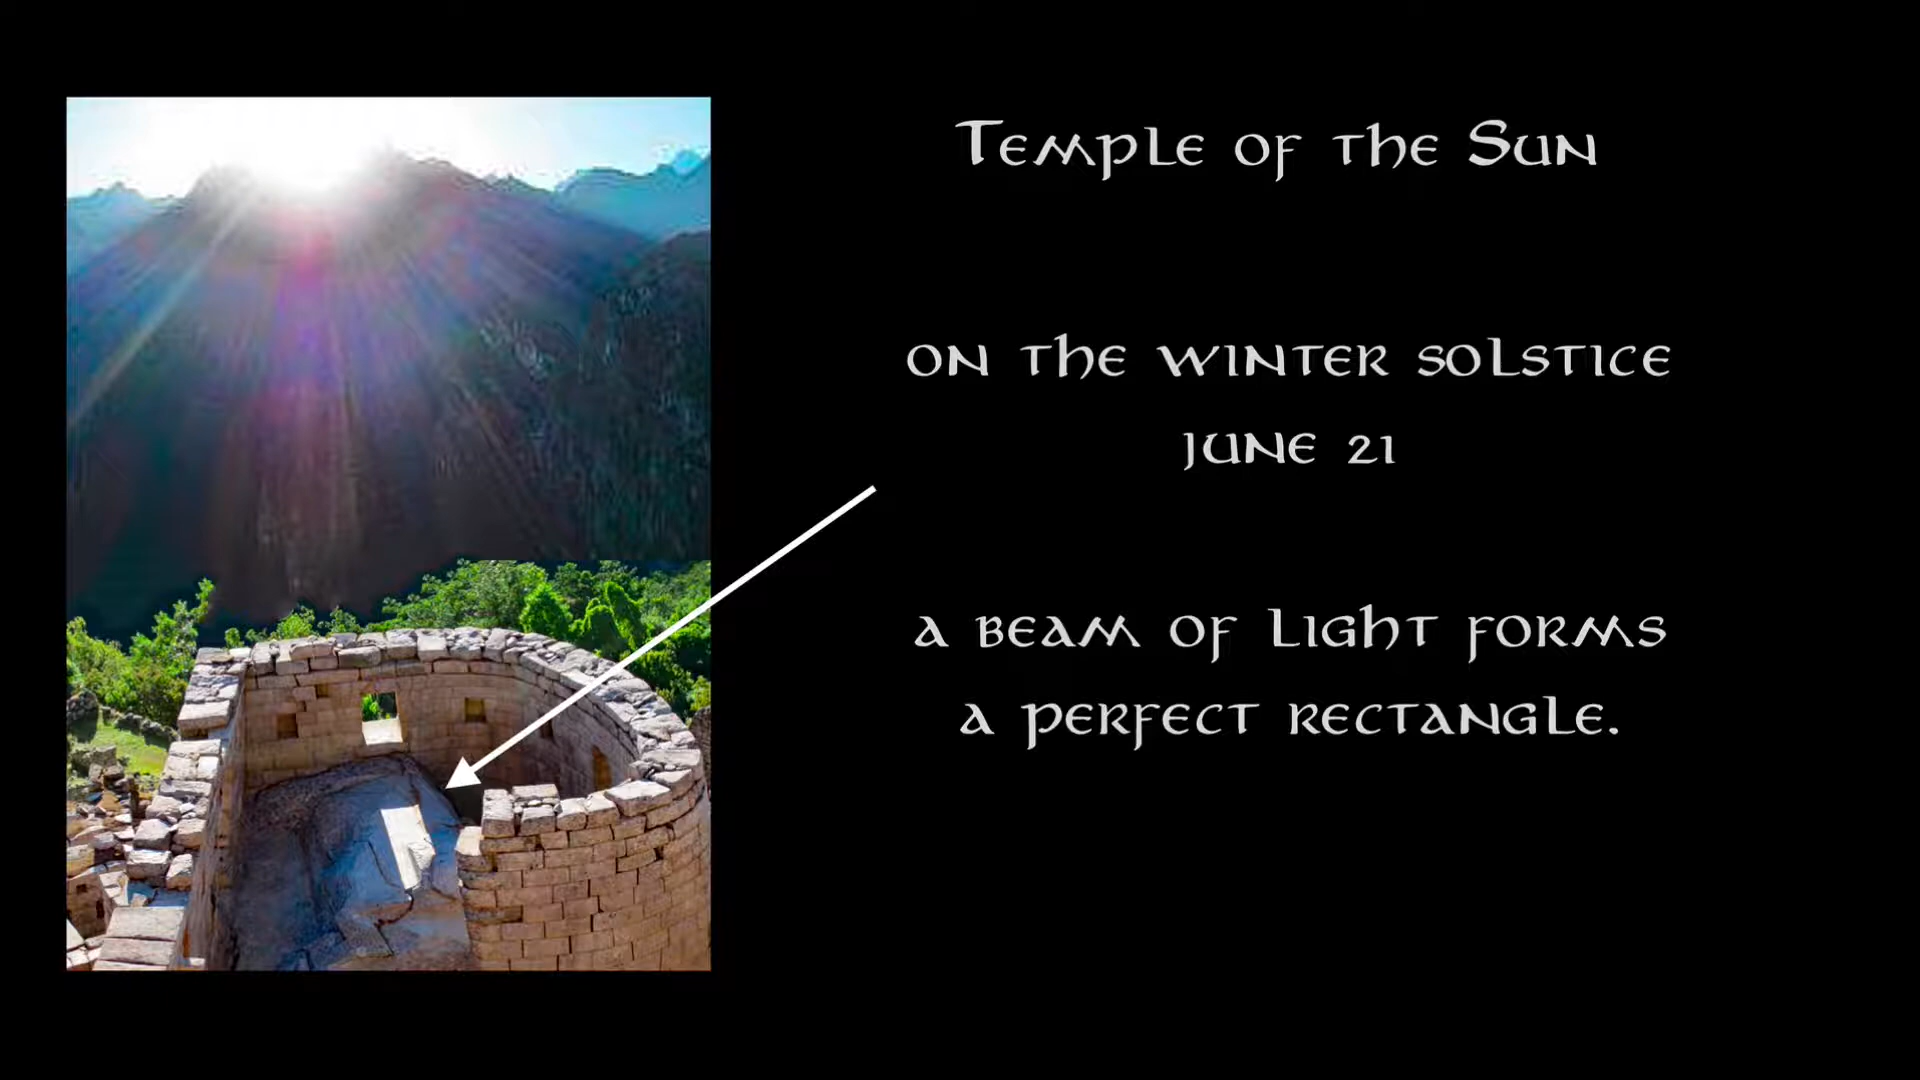 Temple of the Sun
on the winter solstice
June 21
a beam of light forms
a perfect rectangle.